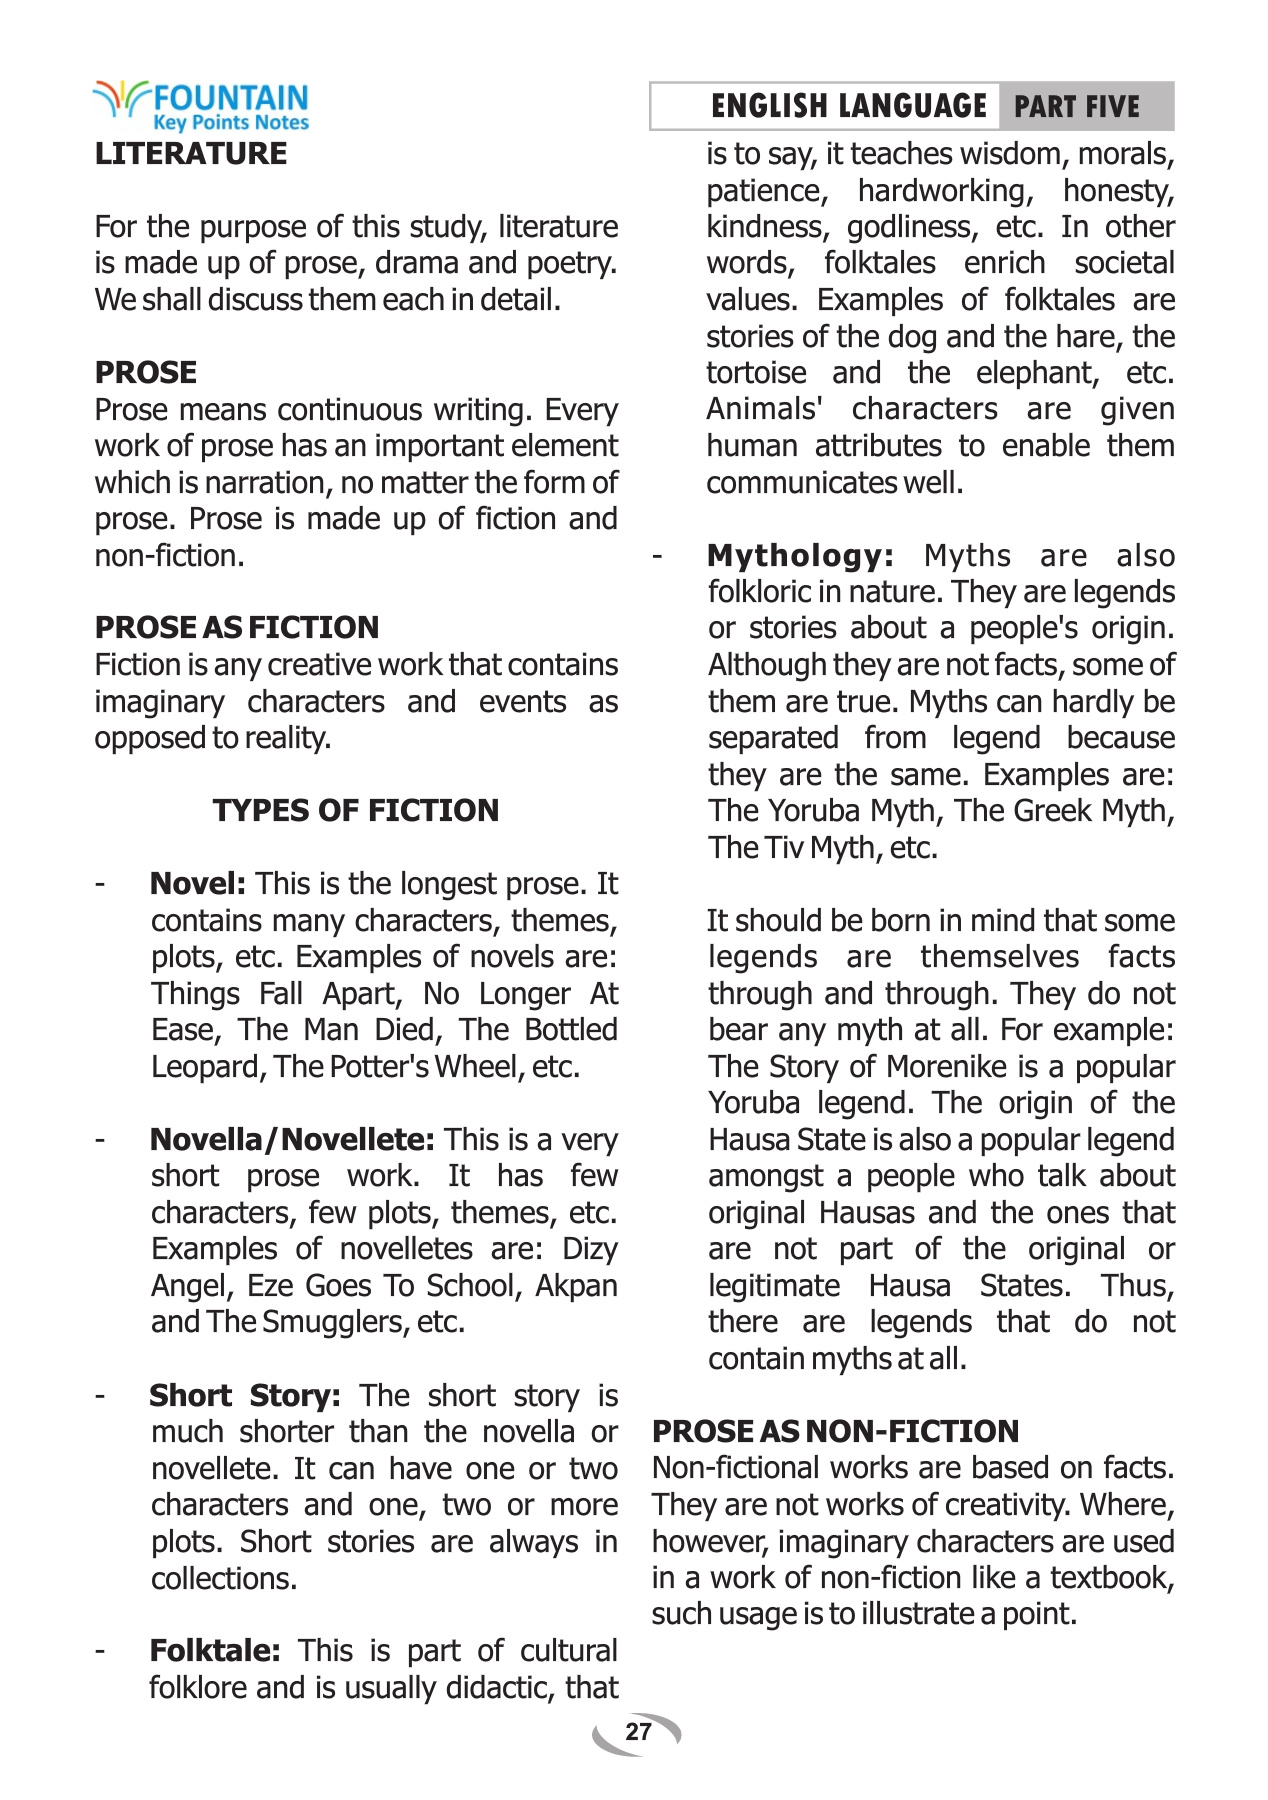 FOUNTAIN
Key Points Notes
ENGLISH LANGUAGE PART FIVE
LITERATURE
For the purpose of this study, literature
is made up of prose, drama and poetry.
We shall discuss them each in detail.
PROSE
Prose means continuous writing. Every
work of prose has an important element
which is narration, no matter the form of
prose. Prose is made up of fiction and
non-fiction.
PROSE AS FICTION
Fiction is any creative work that contains
imaginary characters and events as
opposed to reality.
TYPES OF FICTION
- Novel: This is the longest prose. It
contains many characters, themes,
plots, etc. Examples of novels are:
Things Fall Apart, No Longer At
Ease, The Man Died, The Bottled
Leopard, The Potter's Wheel, etc.
- Novella/Novellete: This is a very
short prose work. It has few
characters, few plots, themes, etc.
Examples of novelletes are: Dizy
Angel, Eze Goes To School, Akpan
and The Smugglers, etc.
- Short Story: The short story is
much shorter than the novella or
novellete. It can have one or two
characters and one, two or more
plots. Short stories are always in
collections.
- Folktale: This is part of cultural
folklore and is usually didactic, that
is to say, it teaches wisdom, morals,
patience, hardworking, honesty,
kindness, godliness, etc. In other
words, folktales enrich societal
values. Examples of folktales are
stories of the dog and the hare, the
tortoise and the elephant, etc.
Animals' characters are given
human attributes to enable them
communicates well.
- Mythology: Myths are also
folkloric in nature. They are legends
or stories about a people's origin.
Although they are not facts, some of
them are true. Myths can hardly be
separated from legend because
they are the same. Examples are:
The Yoruba Myth, The Greek Myth,
The Tiv Myth, etc.
It should be born in mind that some
legends are themselves facts
through and through. They do not
bear any myth at all. For example:
The Story of Morenike is a popular
Yoruba legend. The origin of the
Hausa State is also a popular legend
amongst a people who talk about
original Hausas and the ones that
are not part of the original or
legitimate Hausa States. Thus,
there are legends that do not
contain myths at all.
PROSE AS NON-FICTION
Non-fictional works are based on facts.
They are not works of creativity. Where,
however, imaginary characters are used
in a work of non-fiction like a textbook,
such usage is to illustrate a point.
27